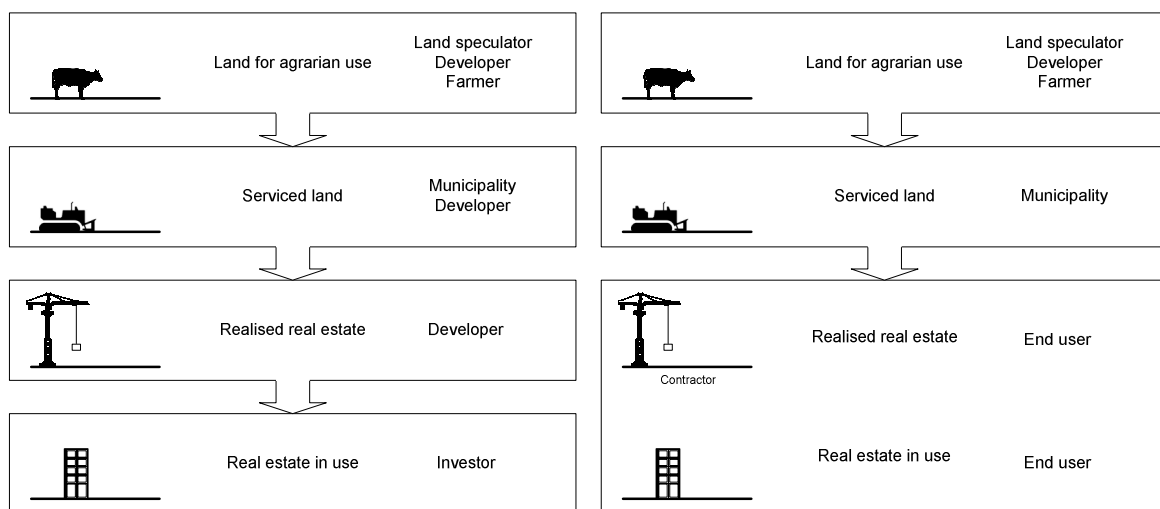 Land for agrarian use
Land speculator
Developer
Farmer
Serviced land
Municipality
Developer
Realised real estate
Developer
Real estate in use
Investor
Land for agrarian use
Land speculator
Developer
Farmer
Serviced land
Municipality
Realised real estate
End user
Contractor
Real estate in use
End user